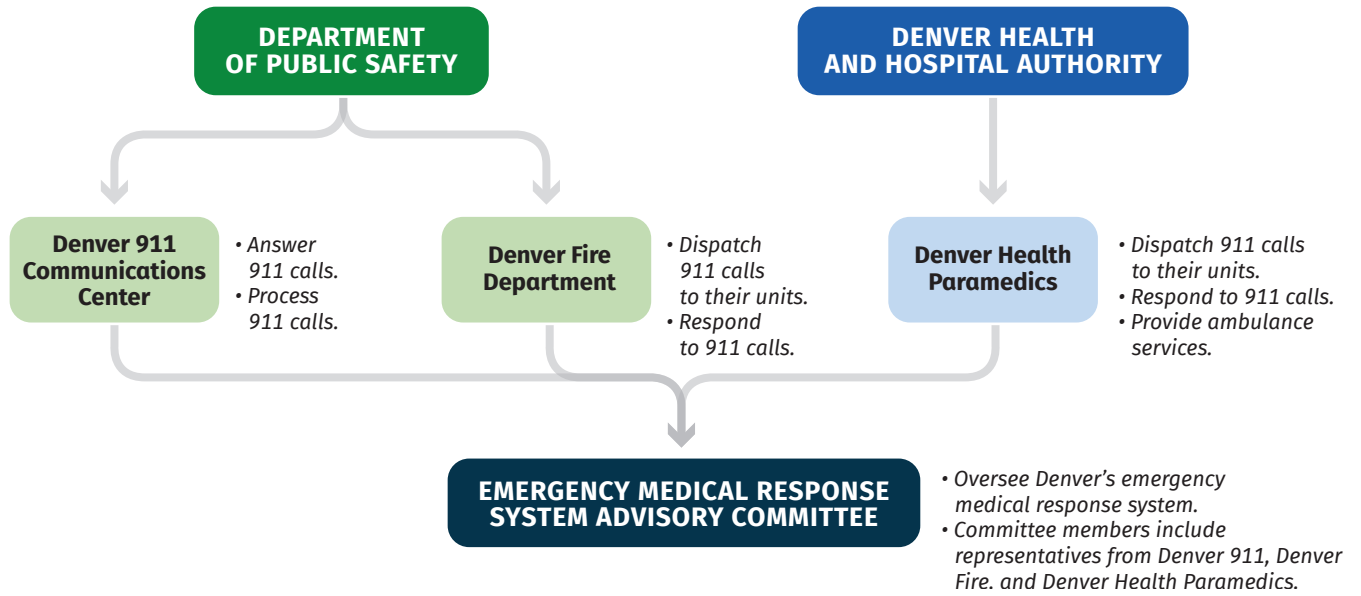 DEPARTMENT
OF PUBLIC SAFETY
DENVER HEALTH
AND HOSPITAL AUTHORITY
Denver 911
Communications
Center
• Answer
911 calls.
• Process
911 calls.
Denver Fire
Department
• Dispatch
911 calls
to their units.
• Respond
to 911 calls.
Denver Health
Paramedics
• Dispatch 911 calls
to their units.
• Respond to 911 calls.
• Provide ambulance
services.
EMERGENCY MEDICAL RESPONSE
SYSTEM ADVISORY COMMITTEE
• Oversee Denver’s emergency
medical response system.
• Committee members include
representatives from Denver 911, Denver
Fire, and Denver Health Paramedics.